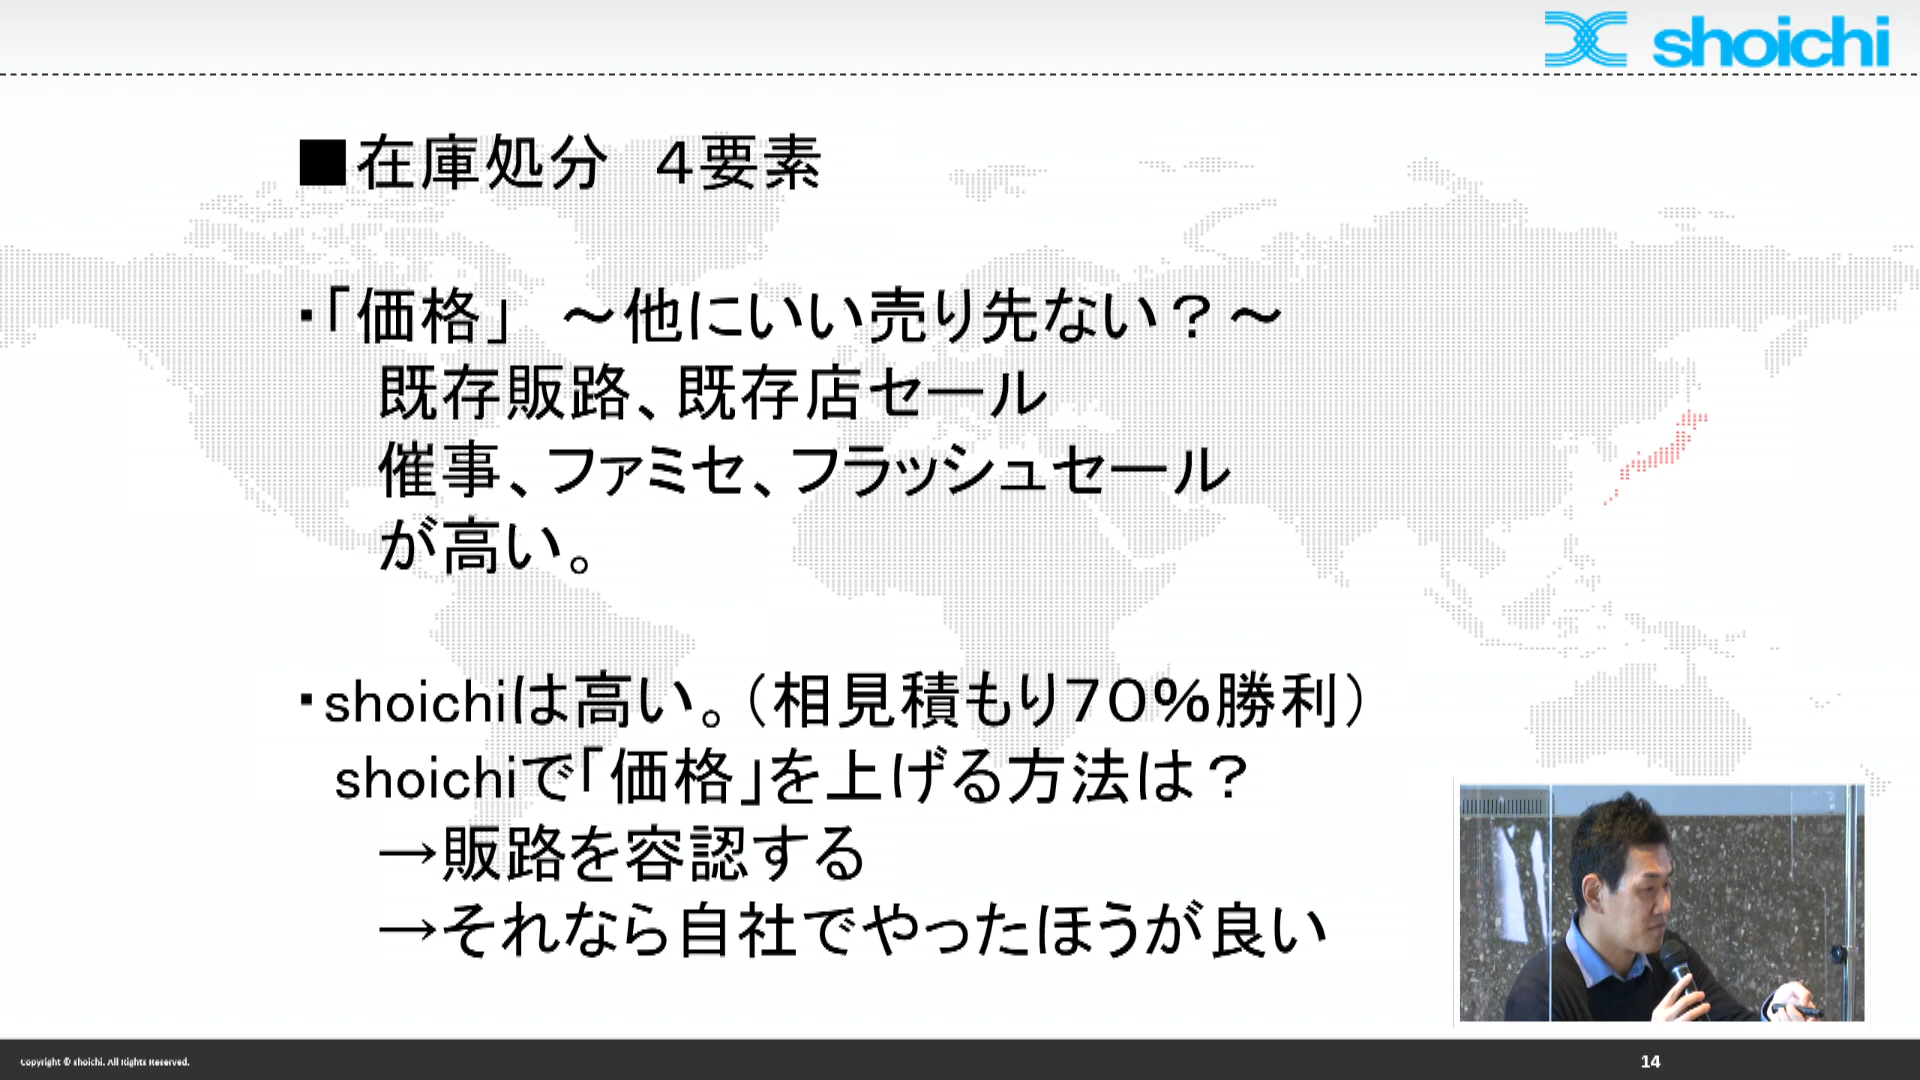 shoichi
■在庫処分　４要素
・「価格」　～他にいい売り先ない？～
既存販路、既存店セール
催事、ファミセ、フラッシュセール
が高い。
・shoichiは高い。（相見積もり７０％勝利）
shoichiで「価格」を上げる方法は？
→販路を容認する
→それなら自社でやったほうが良い
Copyright © shoichi. All Rights Reserved.
14